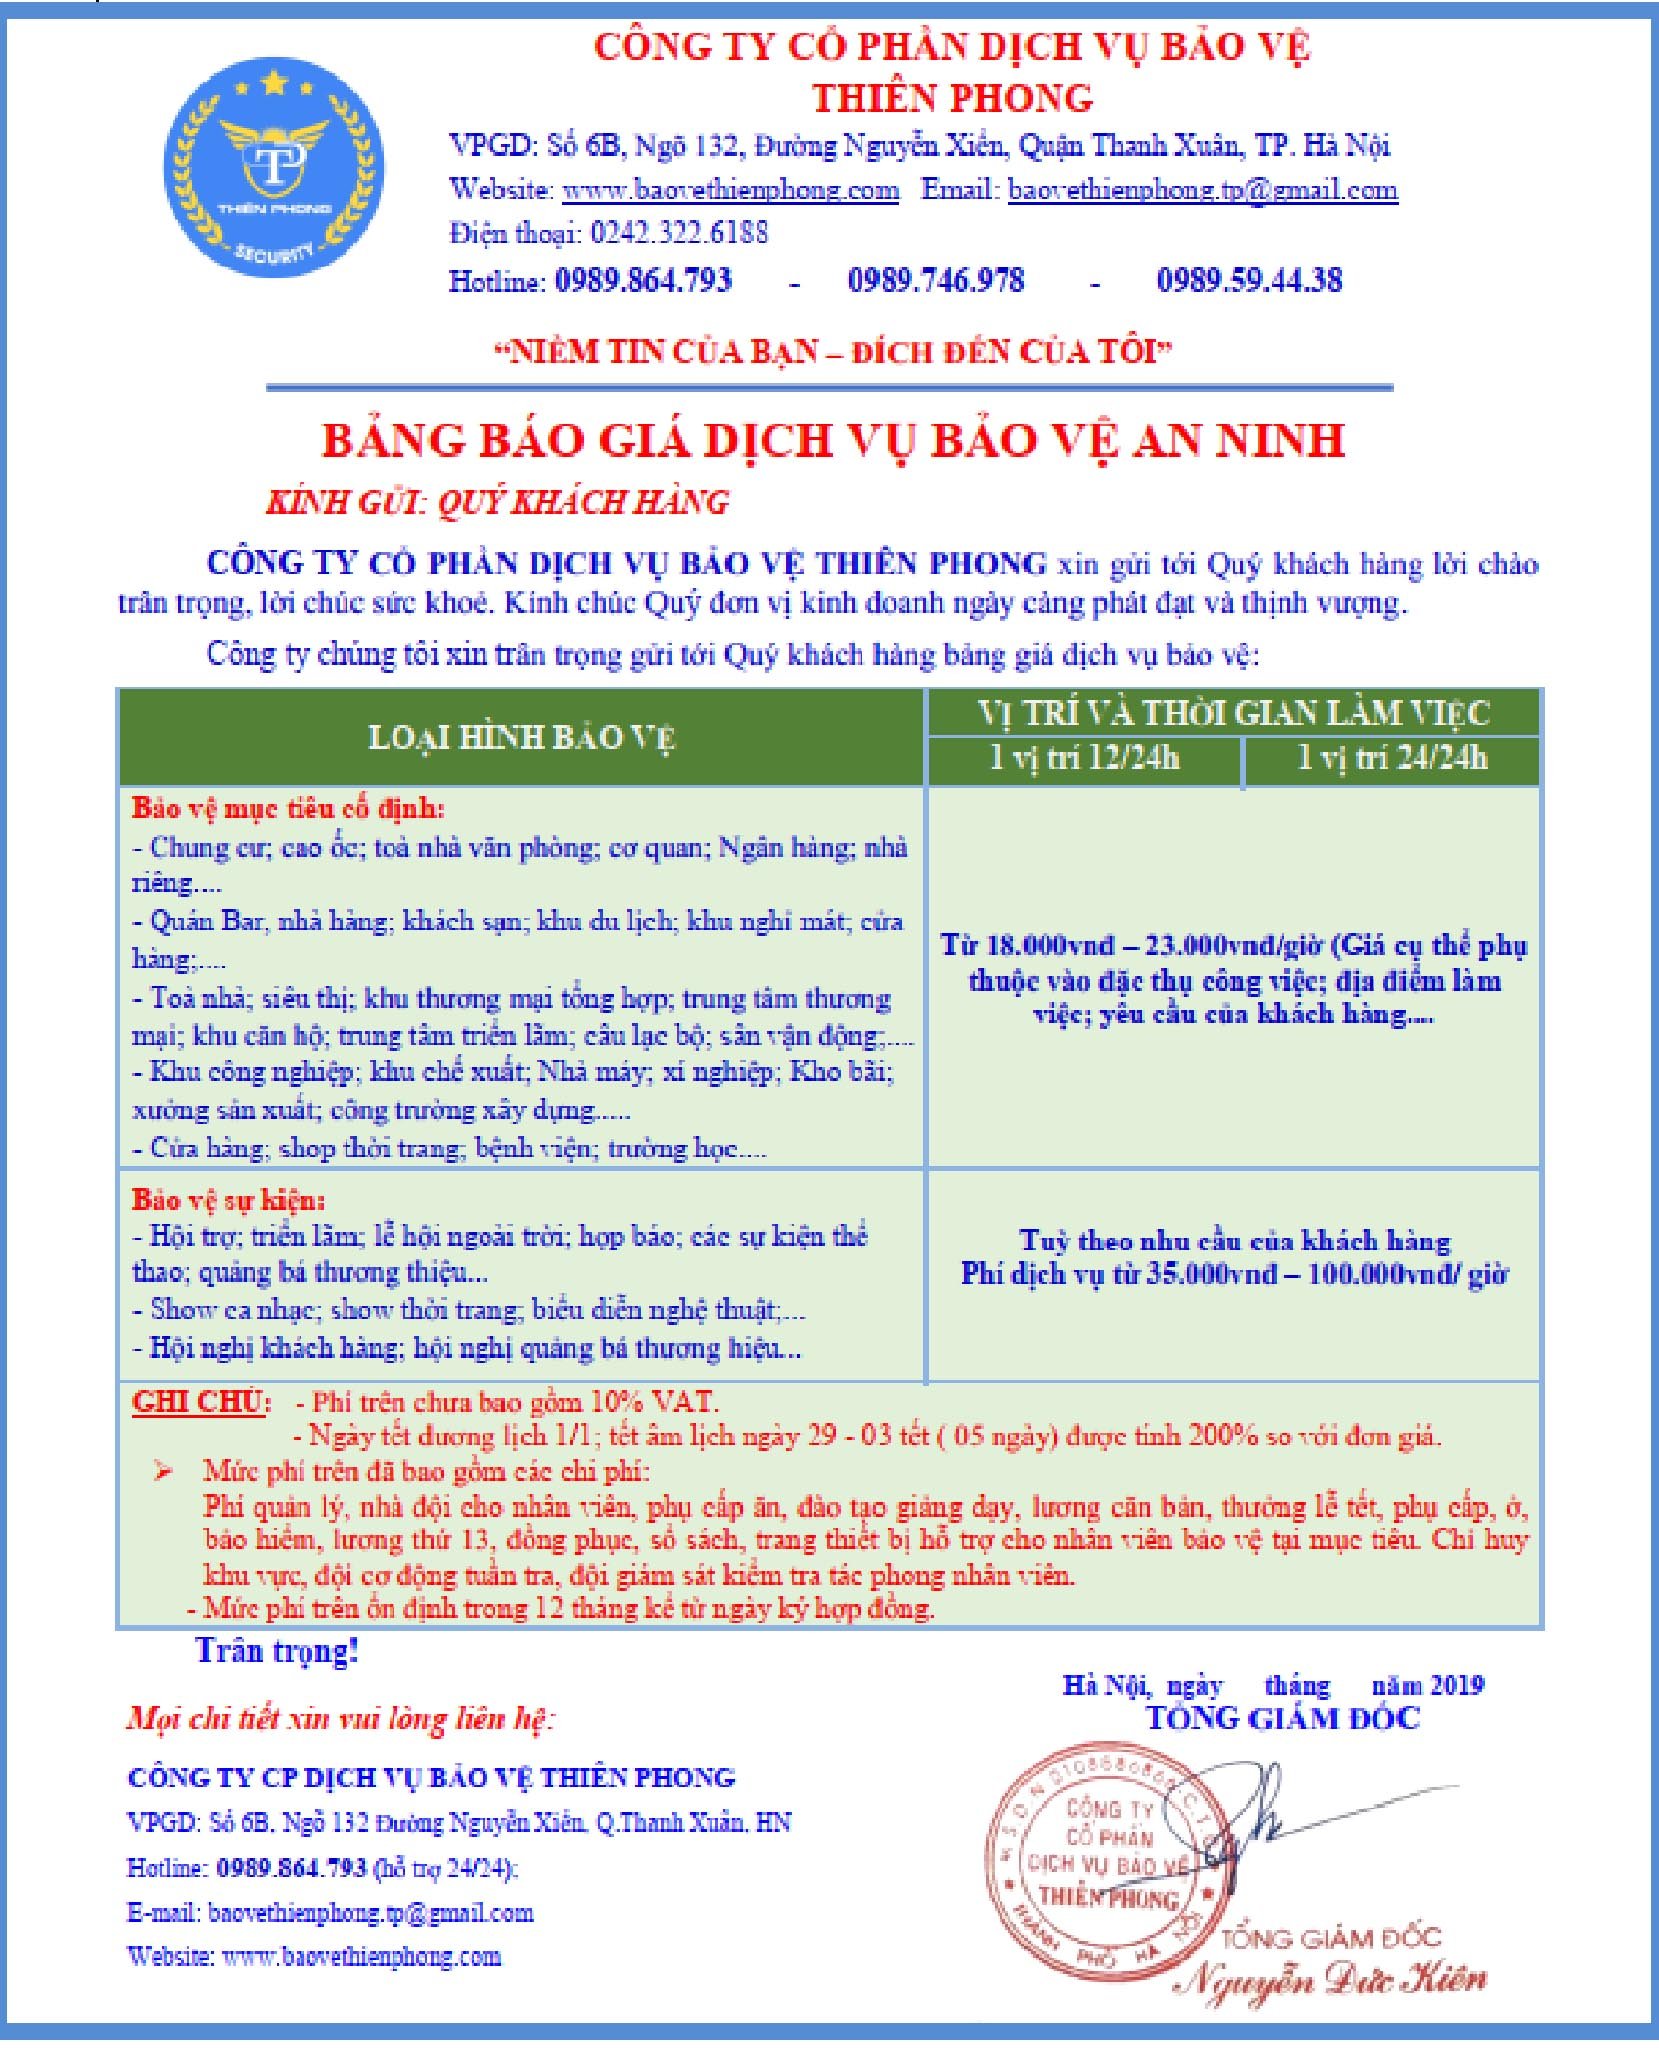 CÔNG TY CỔ PHẦN DỊCH VỤ BẢO VỆ
THIÊN PHONG
VPGD: Số 6B, Ngõ 132, Đường Nguyễn Xiển, Quận Thanh Xuân, TP. Hà Nội
Website: www.baovethienphong.com Email: baovethienphong.tp@gmail.com
Điện thoại: 0242.322.6188
Hotline: 0989.864.793 - 0989.746.978 - 0989.59.44.38
TP
THIÊN PHONG
SECURITY
“NIỀM TIN CỦA BẠN – ĐÍCH ĐẾN CỦA TÔI”
BẢNG BÁO GIÁ DỊCH VỤ BẢO VỆ AN NINH
KÍNH GỬI: QUÝ KHÁCH HÀNG
CÔNG TY CỔ PHẦN DỊCH VỤ BẢO VỆ THIÊN PHONG xin gửi tới Quý khách hàng lời chào
trân trọng, lời chúc sức khoẻ. Kính chúc Quý đơn vị kinh doanh ngày càng phát đạt và thịnh vượng.
Công ty chúng tôi xin trân trọng gửi tới Quý khách hàng bảng giá dịch vụ bảo vệ:
LOẠI HÌNH BẢO VỆ
VỊ TRÍ VÀ THỜI GIAN LÀM VIỆC
1 vị trí 12/24h
1 vị trí 24/24h
Bảo vệ mục tiêu cố định:
- Chung cư; cao ốc; toà nhà văn phòng; cơ quan; Ngân hàng; nhà
riêng....
- Quán Bar, nhà hàng; khách sạn; khu du lịch; khu nghỉ mát; cửa
hàng;....
- Toà nhà; siêu thị; khu thương mại tổng hợp; trung tâm thương
mại; khu căn hộ; trung tâm triển lãm; câu lạc bộ; sân vận động;....
- Khu công nghiệp; khu chế xuất; Nhà máy; xí nghiệp; Kho bãi;
xưởng sản xuất; công trường xây dựng.....
- Cửa hàng; shop thời trang; bệnh viện; trường học....
Từ 18.000vnđ – 23.000vnđ/giờ (Giá cụ thể phụ
thuộc vào đặc thụ công việc; địa điểm làm
việc; yêu cầu của khách hàng....
Bảo vệ sự kiện:
- Hội trợ; triển lãm; lễ hội ngoài trời; họp báo; các sự kiện thể
thao; quảng bá thương thiệu...
- Show ca nhạc; show thời trang; biểu diễn nghệ thuật;...
- Hội nghị khách hàng; hội nghị quảng bá thương hiệu...
Tuỳ theo nhu cầu của khách hàng
Phí dịch vụ từ 35.000vnđ – 100.000vnđ/ giờ
GHI CHÚ: - Phí trên chưa bao gồm 10% VAT.
- Ngày tết dương lịch 1/1; tết âm lịch ngày 29 - 03 tết ( 05 ngày) được tính 200% so với đơn giá.
➢ Mức phí trên đã bao gồm các chi phí:
Phí quản lý, nhà đội cho nhân viên, phụ cấp ăn, đào tạo giảng dạy, lương căn bản, thưởng lễ tết, phụ cấp, ở,
bảo hiểm, lương thứ 13, đồng phục, sổ sách, trang thiết bị hỗ trợ cho nhân viên bảo vệ tại mục tiêu. Chỉ huy
khu vực, đội cơ động tuần tra, đội giám sát kiểm tra tác phong nhân viên.
- Mức phí trên ổn định trong 12 tháng kể từ ngày ký hợp đồng.
Trân trọng!
Hà Nội, ngày tháng năm 2019
TỔNG GIÁM ĐỐC
Mọi chi tiết xin vui lòng liên hệ:
CÔNG TY CP DỊCH VỤ BẢO VỆ THIÊN PHONG
VPGD: Số 6B, Ngõ 132 Đường Nguyễn Xiển, Q.Thanh Xuân, HN
Hotline: 0989.864.793 (hỗ trợ 24/24);
E-mail: baovethienphong.tp@gmail.com
Website: www.baovethienphong.com
CÔNG TY
CỔ PHẦN
DỊCH VỤ BẢO VỆ
THIÊN PHONG
THÀNH PHỐ HÀ NỘI
TỔNG GIÁM ĐỐC
Nguyễn Đức Kiên